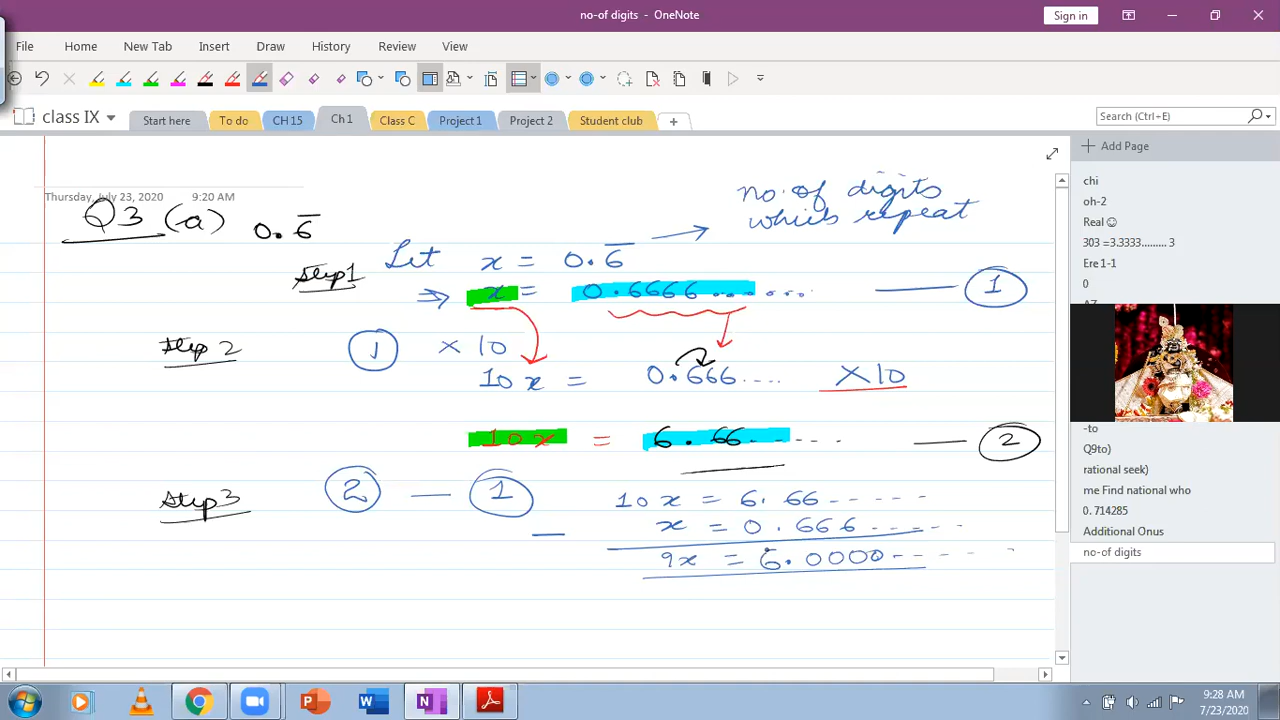 no-of digits - OneNote
Sign in
File Home New Tab Insert Draw History Review View
class IX
Start here To do CH 15 Ch 1 Class C Project 1 Project 2 Student club
Search (Ctrl+E)
Add Page
Thursday, July 23, 2020 9:20 AM
Q3 (a) 0.6̅
no. of digits
which repeat
Let x = 0.6̅ →
Step1
⇒ x = 0.6666........ — ①
Step 2 ① × 10
10x = 0.666.... ×10
10x = 6.66...... — ②
Step3 ② — ①
10x = 6.66------
— x = 0.666------
9x = 6.0000------
chi
oh-2
Real ☺
303 =3.3333......... 3
Ere 1-1
0
-to
Q9to)
rational seek)
me Find national who
0. 714285
Additional Onus
no-of digits
9:28 AM
7/23/2020